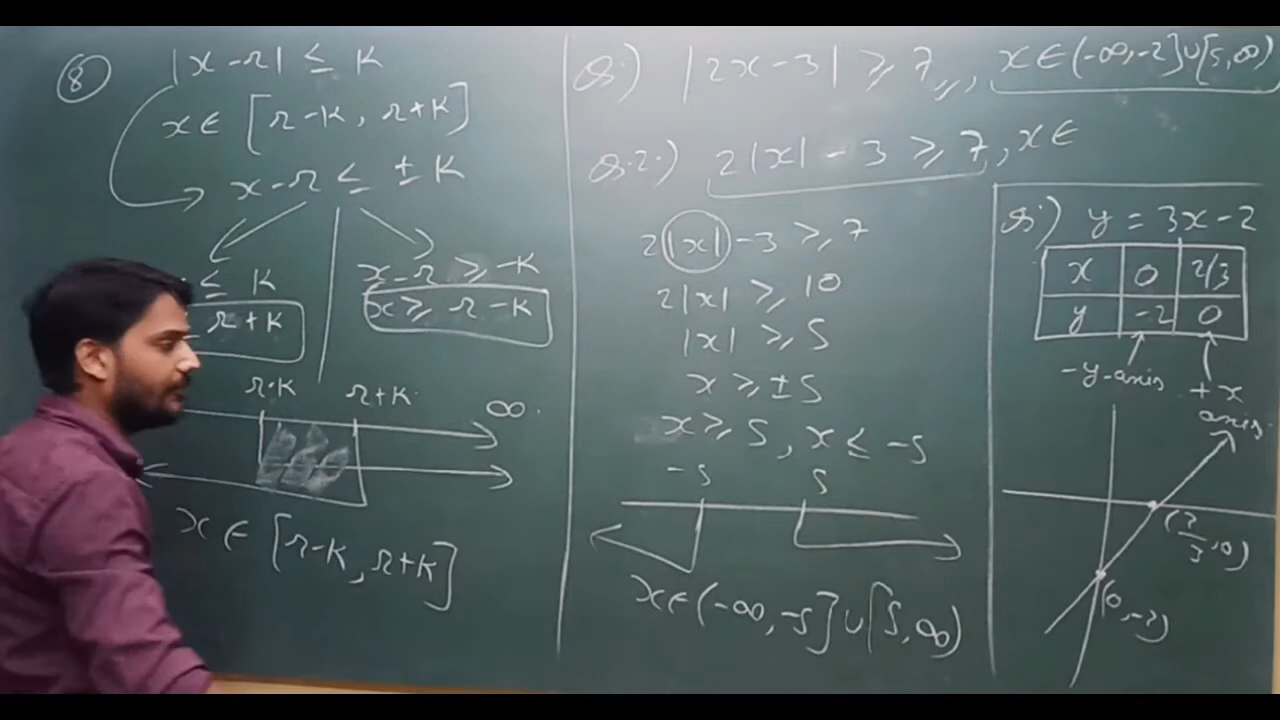 ⑧ |x-r| ≤ K
x ∈ [r-K, r+K]
x-r ≤ ±K
≤ K
r+K
x-r ≥ -K
x ≥ r-K
r-K r+K ∞
x ∈ [r-K, r+K]
Q.) |2x-3| ≥ 7, x∈(-∞,-2]∪[5,∞)
Q.2.) 2|x| - 3 ≥ 7, x∈
2|x| -3 ≥ 7
2|x| ≥ 10
|x| ≥ 5
x ≥ ±5
x ≥ 5, x ≤ -5
-5 5
x∈(-∞,-5]∪[5,∞)
Q.) y = 3x-2
x 0 2/3
y -2 0
-y-axis +x
axis.
(2/3, 0)
(0,-2)